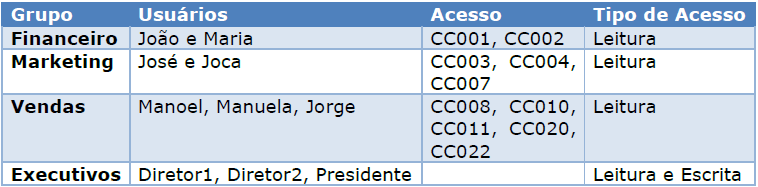 Grupo Usuários Acesso Tipo de Acesso
Financeiro João e Maria CC001, CC002 Leitura
Marketing José e Joca CC003, CC004, Leitura
CC007
Vendas Manoel, Manuela, Jorge CC008, CC010, Leitura
CC011, CC020,
CC022
Executivos Diretor1, Diretor2, Presidente Leitura e Escrita